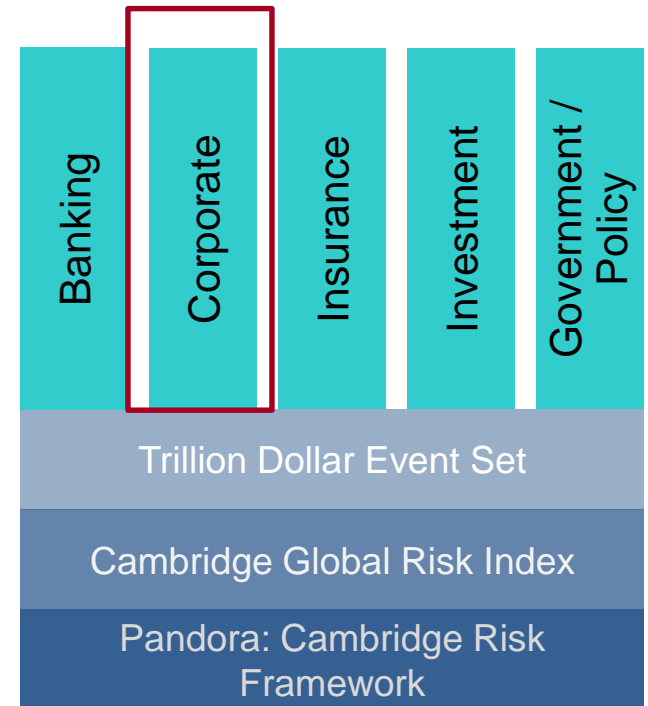 Banking
Corporate
Insurance
Investment
Government /
Policy
Trillion Dollar Event Set
Cambridge Global Risk Index
Pandora: Cambridge Risk
Framework